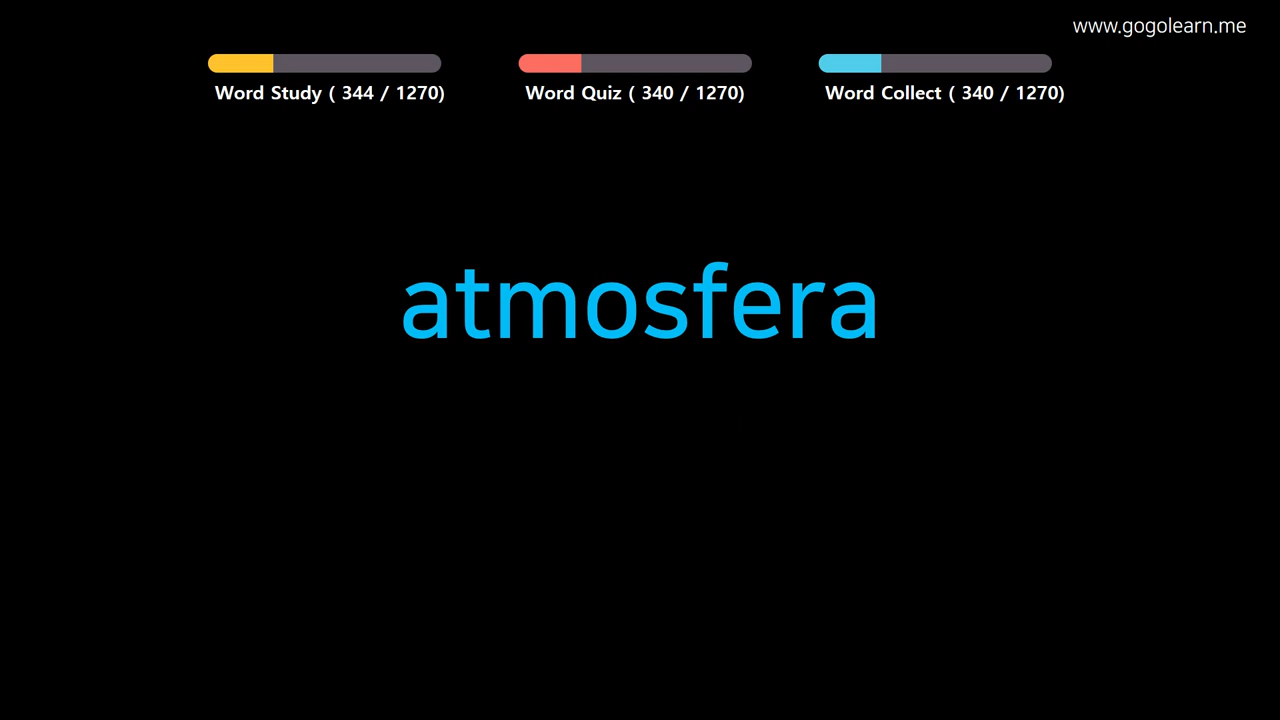 www.gogolearn.me
Word Study ( 344 / 1270)
Word Quiz ( 340 / 1270)
Word Collect ( 340 / 1270)
atmosfera